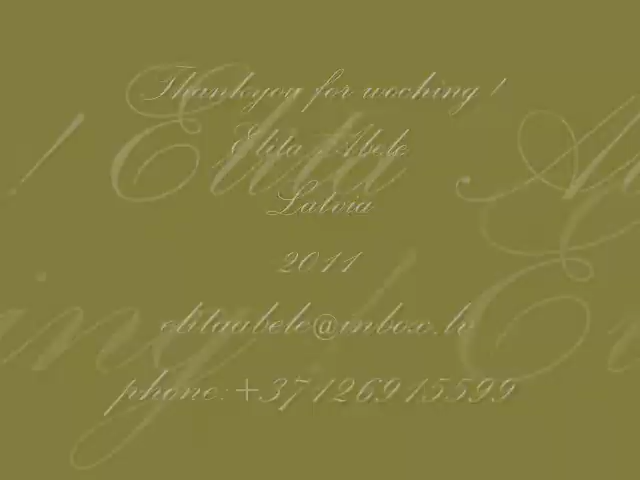 Thankyou for woching !
Elita Abele
Latvia
2011
elitaabele@inbox.lv
phone:+37126915599